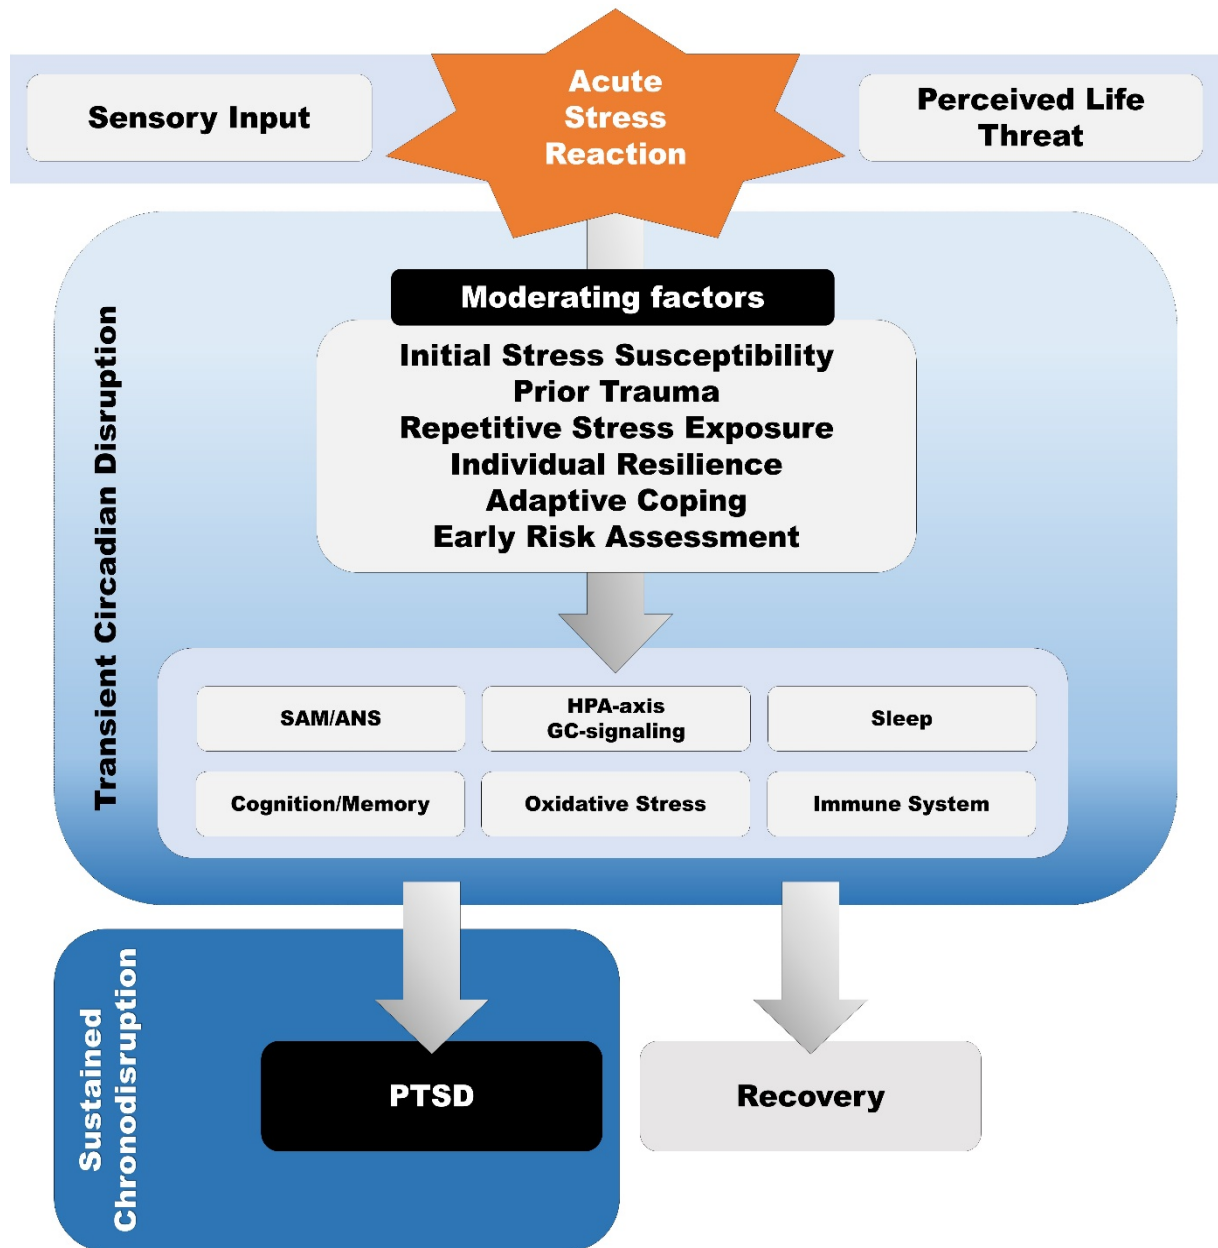 Sensory Input
Acute
Stress
Reaction
Perceived Life
Threat
Transient Circadian Disruption
Moderating factors
Initial Stress Susceptibility
Prior Trauma
Repetitive Stress Exposure
Individual Resilience
Adaptive Coping
Early Risk Assessment
SAM/ANS
HPA-axis
GC-signaling
Sleep
Cognition/Memory
Oxidative Stress
Immune System
Sustained
Chronodisruption
PTSD
Recovery